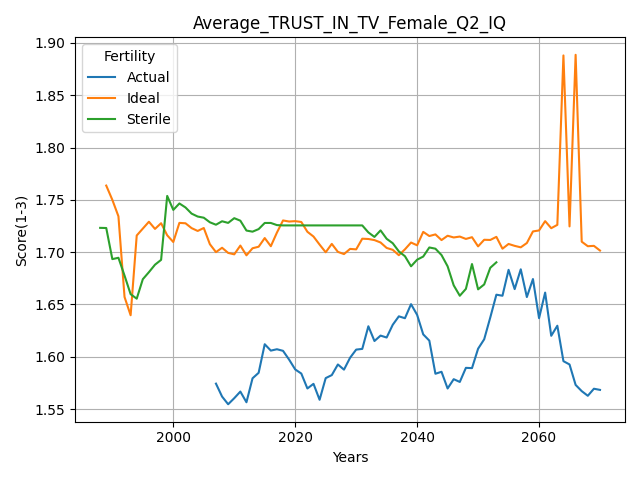 Average_TRUST_IN_TV_Female_Q2_IQ
Fertility
Actual
Ideal
Sterile
Score(1-3)
1.90
1.85
1.80
1.75
1.70
1.65
1.60
1.55
2000
2020
2040
2060
Years